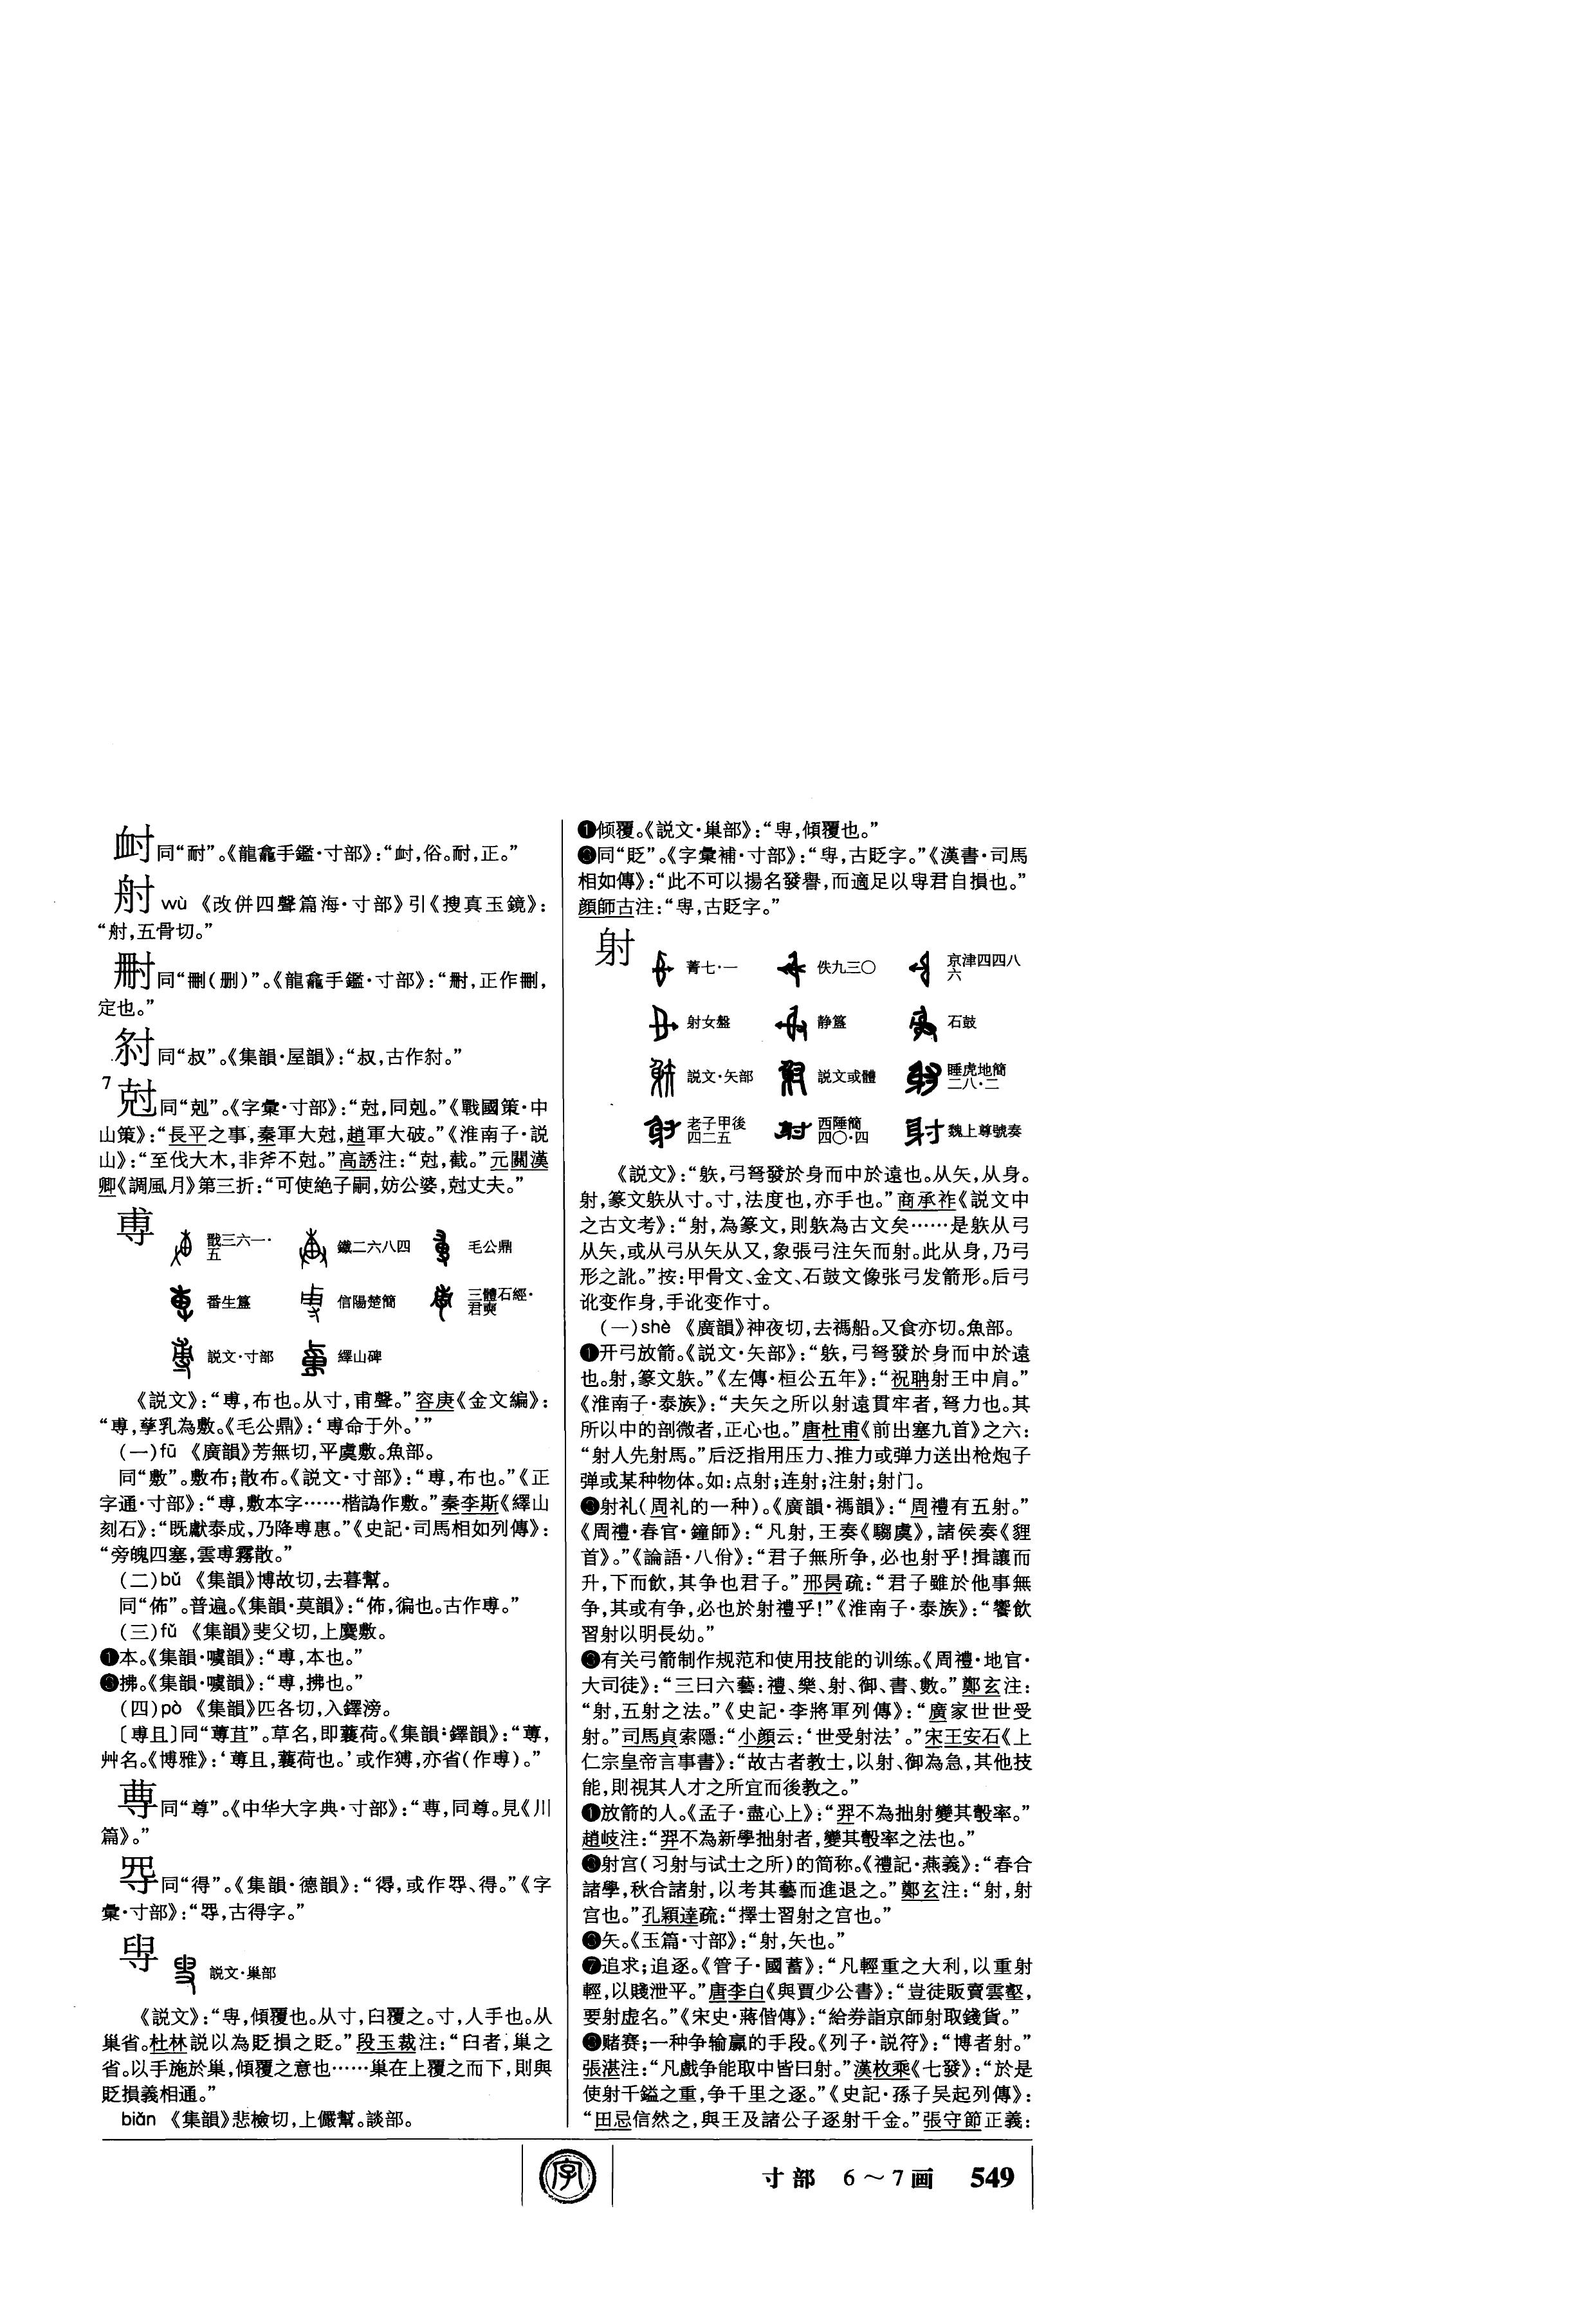 衈同“耐”。《龍龕手鑑·寸部》：“，俗。耐，正。”
wù 《改併四聲篇海·寸部》引《搜真玉鏡》：
“，五骨切。”
同“刪(删)”。《龍龕手鑑·寸部》：“，正作刪，
定也。”
同“叔”。《集韻·屋韻》：“叔，古作。”
7
尅同“剋”。《字彙·寸部》：“尅，同剋。”《戰國策·中
山策》：“長平之事，秦軍大尅，趙軍大破。”《淮南子·説
山》：“至伐大木，非斧不尅。”高誘注：“尅，截。”元關漢
卿《調風月》第三折：“可使絶子嗣，妨公婆，尅丈夫。”
尃
戩三六一·五 鐵二六八四 毛公鼎
番生簋 信陽楚簡 三體石經·君奭
説文·寸部 繹山碑
《説文》：“尃，布也。从寸，甫聲。”容庚《金文編》：
“尃，孳乳為敷。《毛公鼎》：‘尃命于外。’”
(一)fū 《廣韻》芳無切，平虞敷。魚部。
同“敷”。敷布；散布。《説文·寸部》：“尃，布也。”《正
字通·寸部》：“尃，敷本字……楷譌作敷。”秦李斯《繹山
刻石》：“既獻泰成，乃降尃惠。”《史記·司馬相如列傳》：
“旁魄四塞，雲尃霧散。”
(二)bǔ 《集韻》博故切，去暮幫。
同“佈”。普遍。《集韻·莫韻》：“佈，徧也。古作尃。”
(三)fǔ 《集韻》斐父切，上麌敷。
❶本。《集韻·噳韻》：“尃，本也。”
❷拂。《集韻·噳韻》：“尃，拂也。”
(四)pò 《集韻》匹各切，入鐸滂。
〔尃且〕同“蓴苴”。草名，即蘘荷。《集韻·鐸韻》：“，
艸名。《博雅》：‘且，蘘荷也。’或作猼，亦省(作尃)。”
同“尊”。《中华大字典·寸部》：“，同尊。見《川
篇》。”
同“得”。《集韻·德韻》：“得，或作、得。”《字
彙·寸部》：“，古得字。”
説文·巢部
《説文》：“，傾覆也。从寸，臼覆之。寸，人手也。从
巢省。杜林説以為貶損之貶。”段玉裁注：“臼者，巢之
省。以手施於巢，傾覆之意也……巢在上覆之而下，則與
貶損義相通。”
biǎn 《集韻》悲檢切，上儼幫。談部。
❶倾覆。《説文·巢部》：“，傾覆也。”
❷同“貶”。《字彙補·寸部》：“，古貶字。”《漢書·司馬
相如傳》：“此不可以揚名發譽，而適足以君自損也。”
顔師古注：“，古貶字。”
射
菁七·一 佚九三〇 京津四四八六
射女盤 静簋 石鼓
説文·矢部 説文或體 睡虎地簡二八·二
老子甲後四二五 西陲簡四〇·四 魏上尊號奏
《説文》：“䠶，弓弩發於身而中於遠也。从矢，从身。
射，篆文䠶从寸。寸，法度也，亦手也。”商承祚《説文中
之古文考》：“射，為篆文，則䠶為古文矣……是䠶从弓
从矢，或从弓从矢从又，象張弓注矢而射。此从身，乃弓
形之訛。”按：甲骨文、金文、石鼓文像张弓发箭形。后弓
讹变作身，手讹变作寸。
(一)shè 《廣韻》神夜切，去禡船。又食亦切。魚部。
❶开弓放箭。《説文·矢部》：“䠶，弓弩發於身而中於遠
也。射，篆文䠶。”《左傳·桓公五年》：“祝聃射王中肩。”
《淮南子·泰族》：“夫矢之所以射遠貫牢者，弩力也。其
所以中的剖微者，正心也。”唐杜甫《前出塞九首》之六：
“射人先射馬。”后泛指用压力、推力或弹力送出枪炮子
弹或某种物体。如：点射；连射；注射；射门。
❷射礼(周礼的一种)。《廣韻·禡韻》：“周禮有五射。”
《周禮·春官·鐘師》：“凡射，王奏《騶虞》，諸侯奏《貍
首》。”《論語·八佾》：“君子無所争，必也射乎！揖讓而
升，下而飲，其争也君子。”邢昺疏：“君子雖於他事無
争，其或有争，必也於射禮乎！”《淮南子·泰族》：“饗飲
習射以明長幼。”
❸有关弓箭制作规范和使用技能的训练。《周禮·地官·
大司徒》：“三曰六藝：禮、樂、射、御、書、數。”鄭玄注：
“射，五射之法。”《史記·李將軍列傳》：“廣家世世受
射。”司馬貞索隱：“小顔云：‘世受射法’。”宋王安石《上
仁宗皇帝言事書》：“故古者教士，以射、御為急，其他技
能，則視其人才之所宜而後教之。”
❹放箭的人。《孟子·盡心上》：“羿不為拙射變其彀率。”
趙岐注：“羿不為新學拙射者，變其彀率之法也。”
❺射宫(习射与试士之所)的简称。《禮記·燕義》：“春合
諸學，秋合諸射，以考其藝而進退之。”鄭玄注：“射，射
宫也。”孔穎達疏：“擇士習射之宫也。”
❻矢。《玉篇·寸部》：“射，矢也。”
❼追求；追逐。《管子·國蓄》：“凡輕重之大利，以重射
輕，以賤泄平。”唐李白《與賈少公書》：“豈徒販賣雲壑，
要射虚名。”《宋史·蔣偕傳》：“給券詣京師射取錢貨。”
❽赌赛；一种争输赢的手段。《列子·説符》：“博者射。”
張湛注：“凡戲争能取中皆曰射。”漢枚乘《七發》：“於是
使射千鎰之重，争千里之逐。”《史記·孫子吴起列傳》：
“田忌信然之，與王及諸公子逐射千金。”張守節正義：
字
寸部 6～7画 549